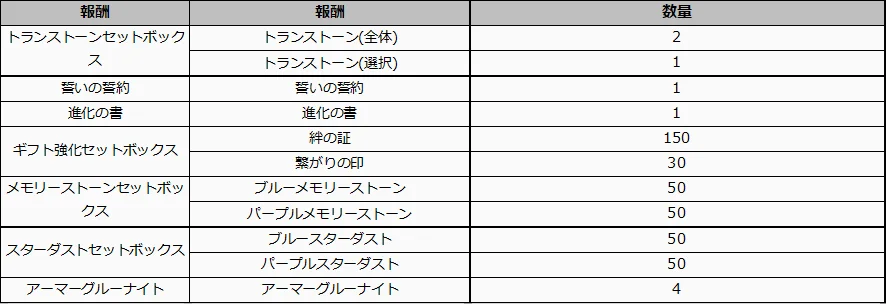 報酬 報酬 数量
トランストーンセットボックス トランストーン(全体) 2
トランストーン(選択) 1
誓いの誓約 誓いの誓約 1
進化の書 進化の書 1
ギフト強化セットボックス 絆の証 150
繋がりの印 30
メモリーストーンセットボックス ブルーメモリーストーン 50
パープルメモリーストーン 50
スターダストセットボックス ブルースターダスト 50
パープルスターダスト 50
アーマーグルーナイト アーマーグルーナイト 4